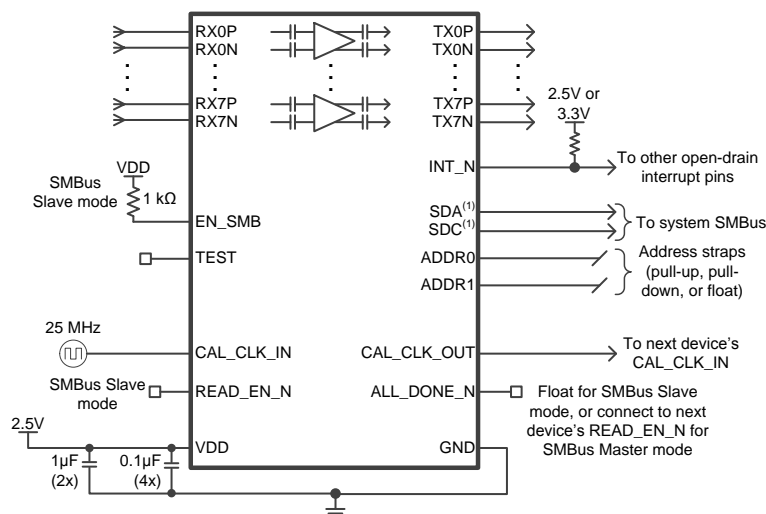 RX0P
RX0N
RX7P
RX7N
TX0P
TX0N
TX7P
TX7N
2.5V or
3.3V
INT_N
To other open-drain
interrupt pins
VDD
SMBus
Slave mode
1 kΩ
EN_SMB
SDA(1)
SDC(1)
To system SMBus
TEST
ADDR0
ADDR1
Address straps
(pull-up, pull-
down, or float)
25 MHz
CAL_CLK_IN
CAL_CLK_OUT
To next device's
CAL_CLK_IN
SMBus Slave
mode
READ_EN_N
ALL_DONE_N
Float for SMBus Slave
mode, or connect to next
device's READ_EN_N for
SMBus Master mode
2.5V
VDD
GND
1μF
(2x)
0.1μF
(4x)